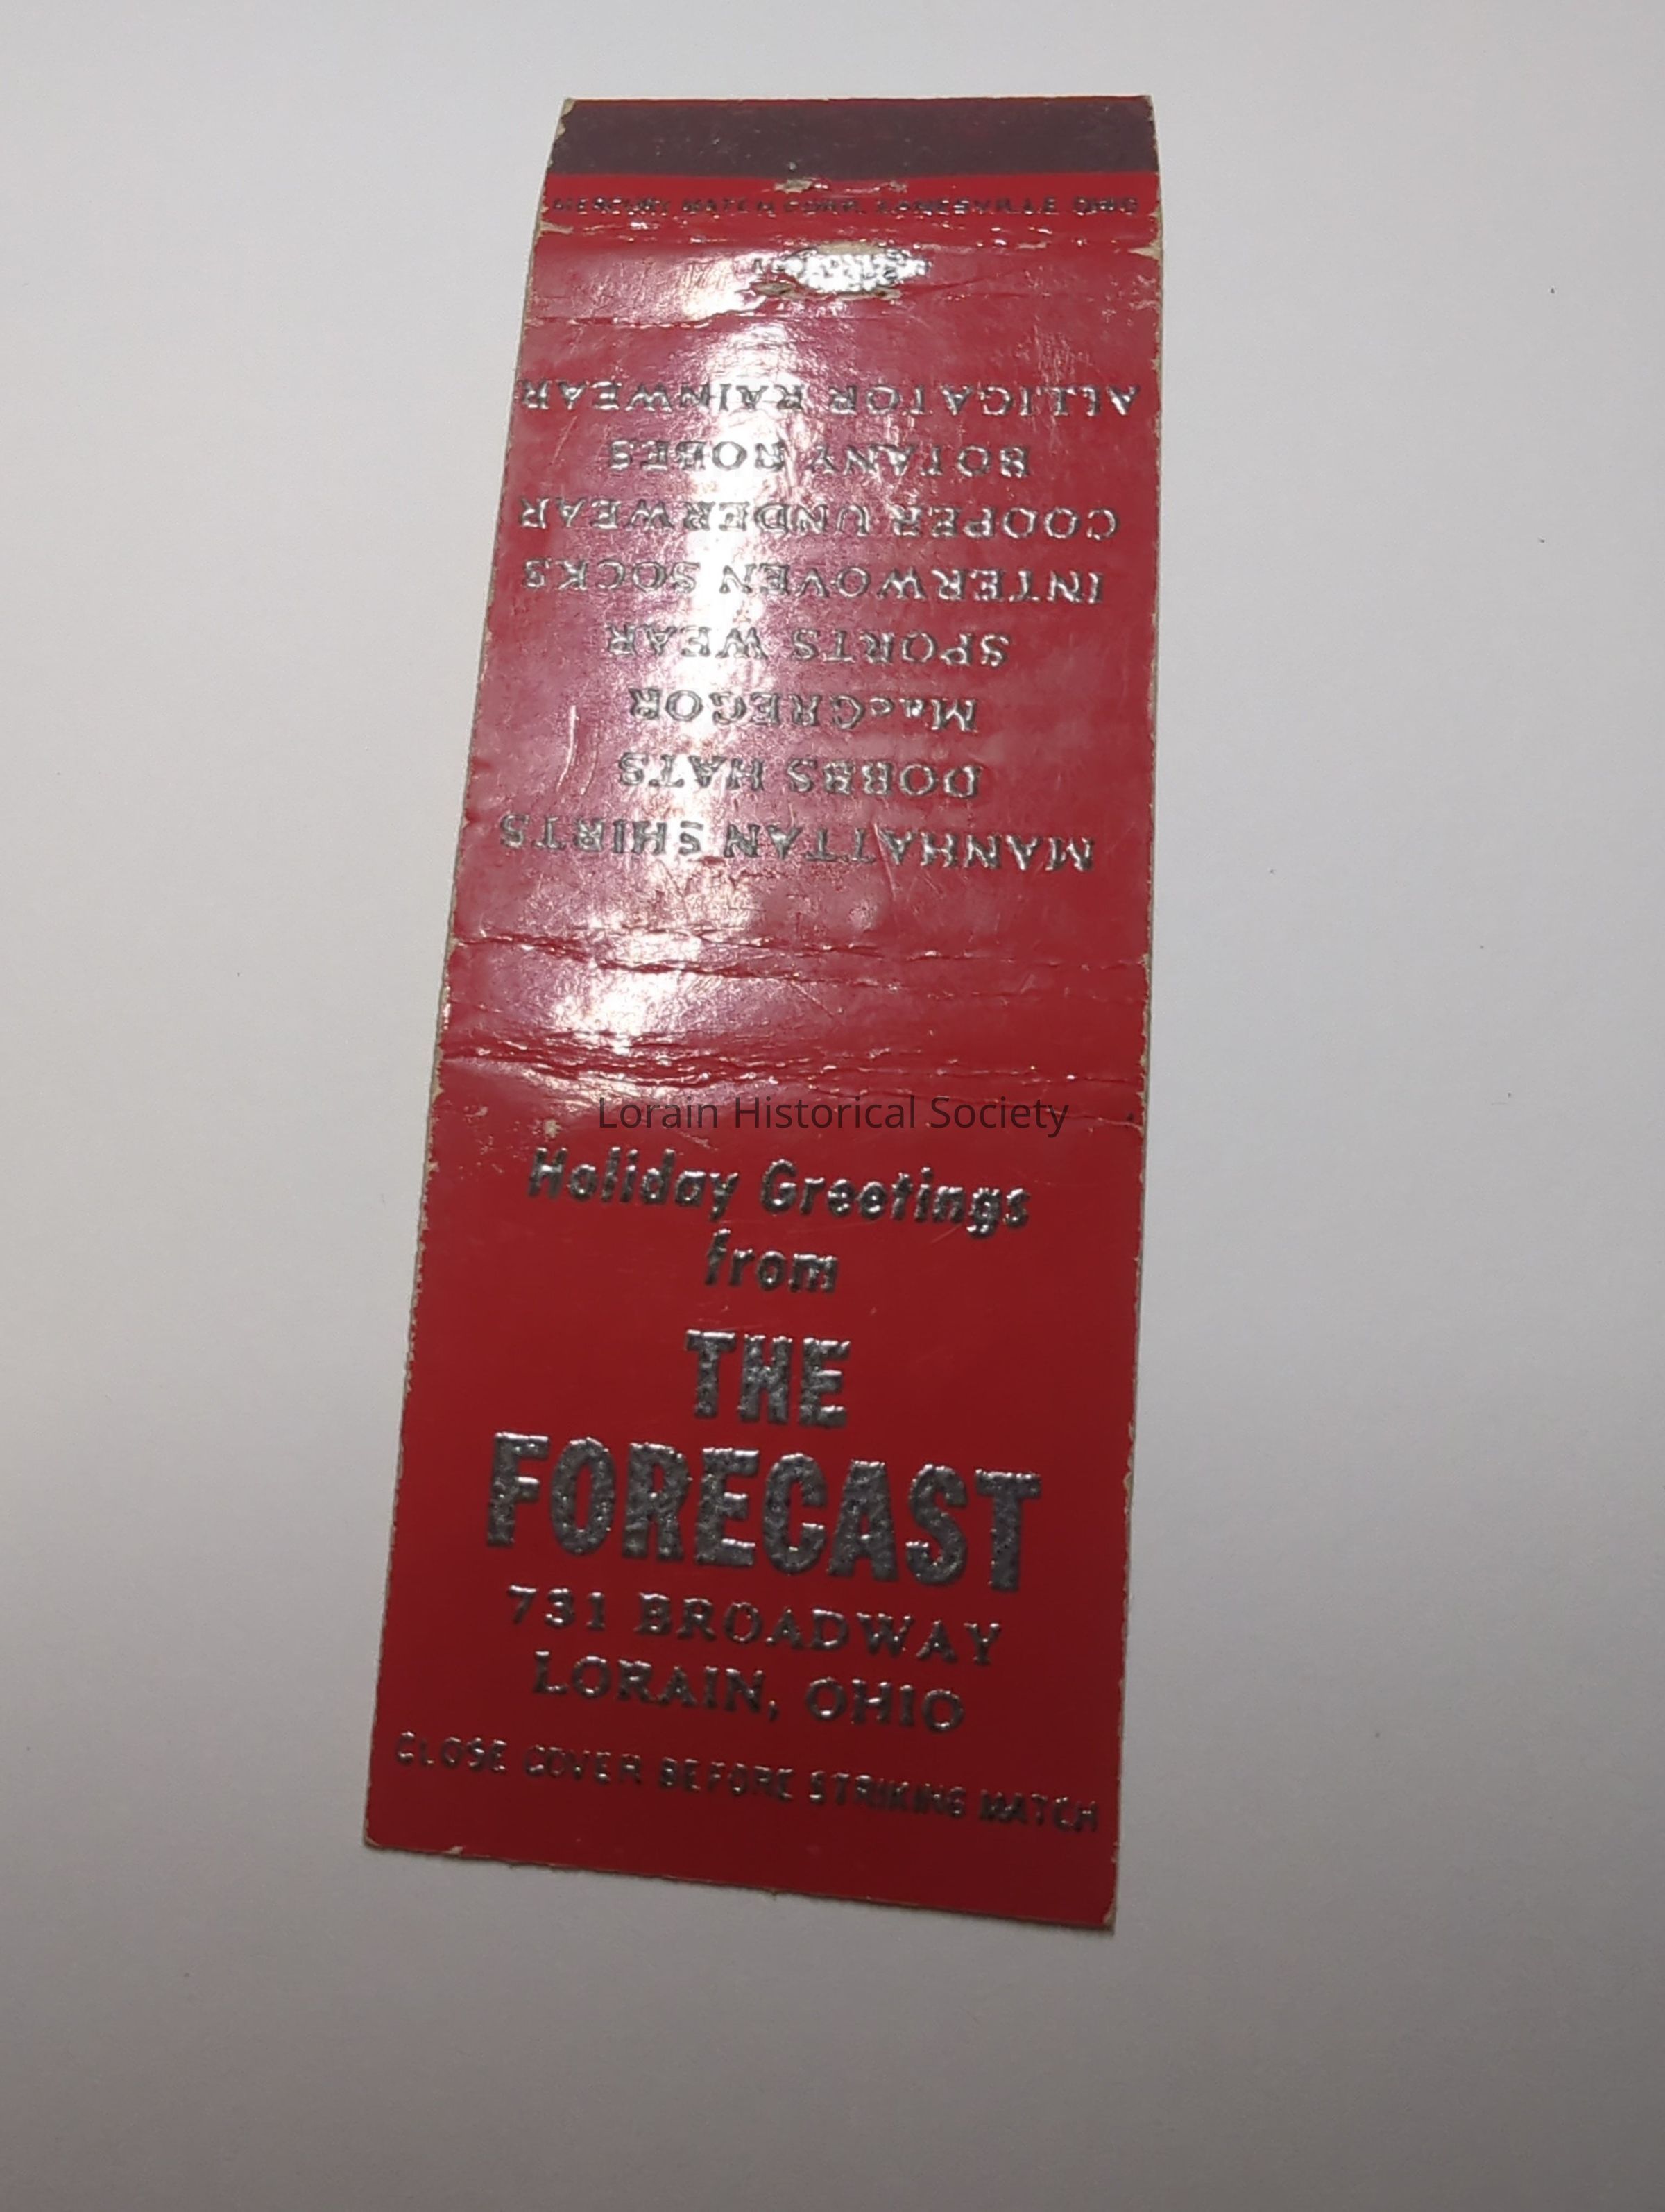 MERCURY MATCH CORP. ZANESVILLE OHIO
MANHATTAN SHIRTS
DOBBS HATS
MacGREGOR
SPORTS WEAR
INTERWOVEN SOCKS
COOPER UNDERWEAR
BOTANY ROBES
ALLIGATOR RAINWEAR
Lorain Historical Society
Holiday Greetings
from
THE
FORECAST
731 BROADWAY
LORAIN, OHIO
CLOSE COVER BEFORE STRIKING MATCH